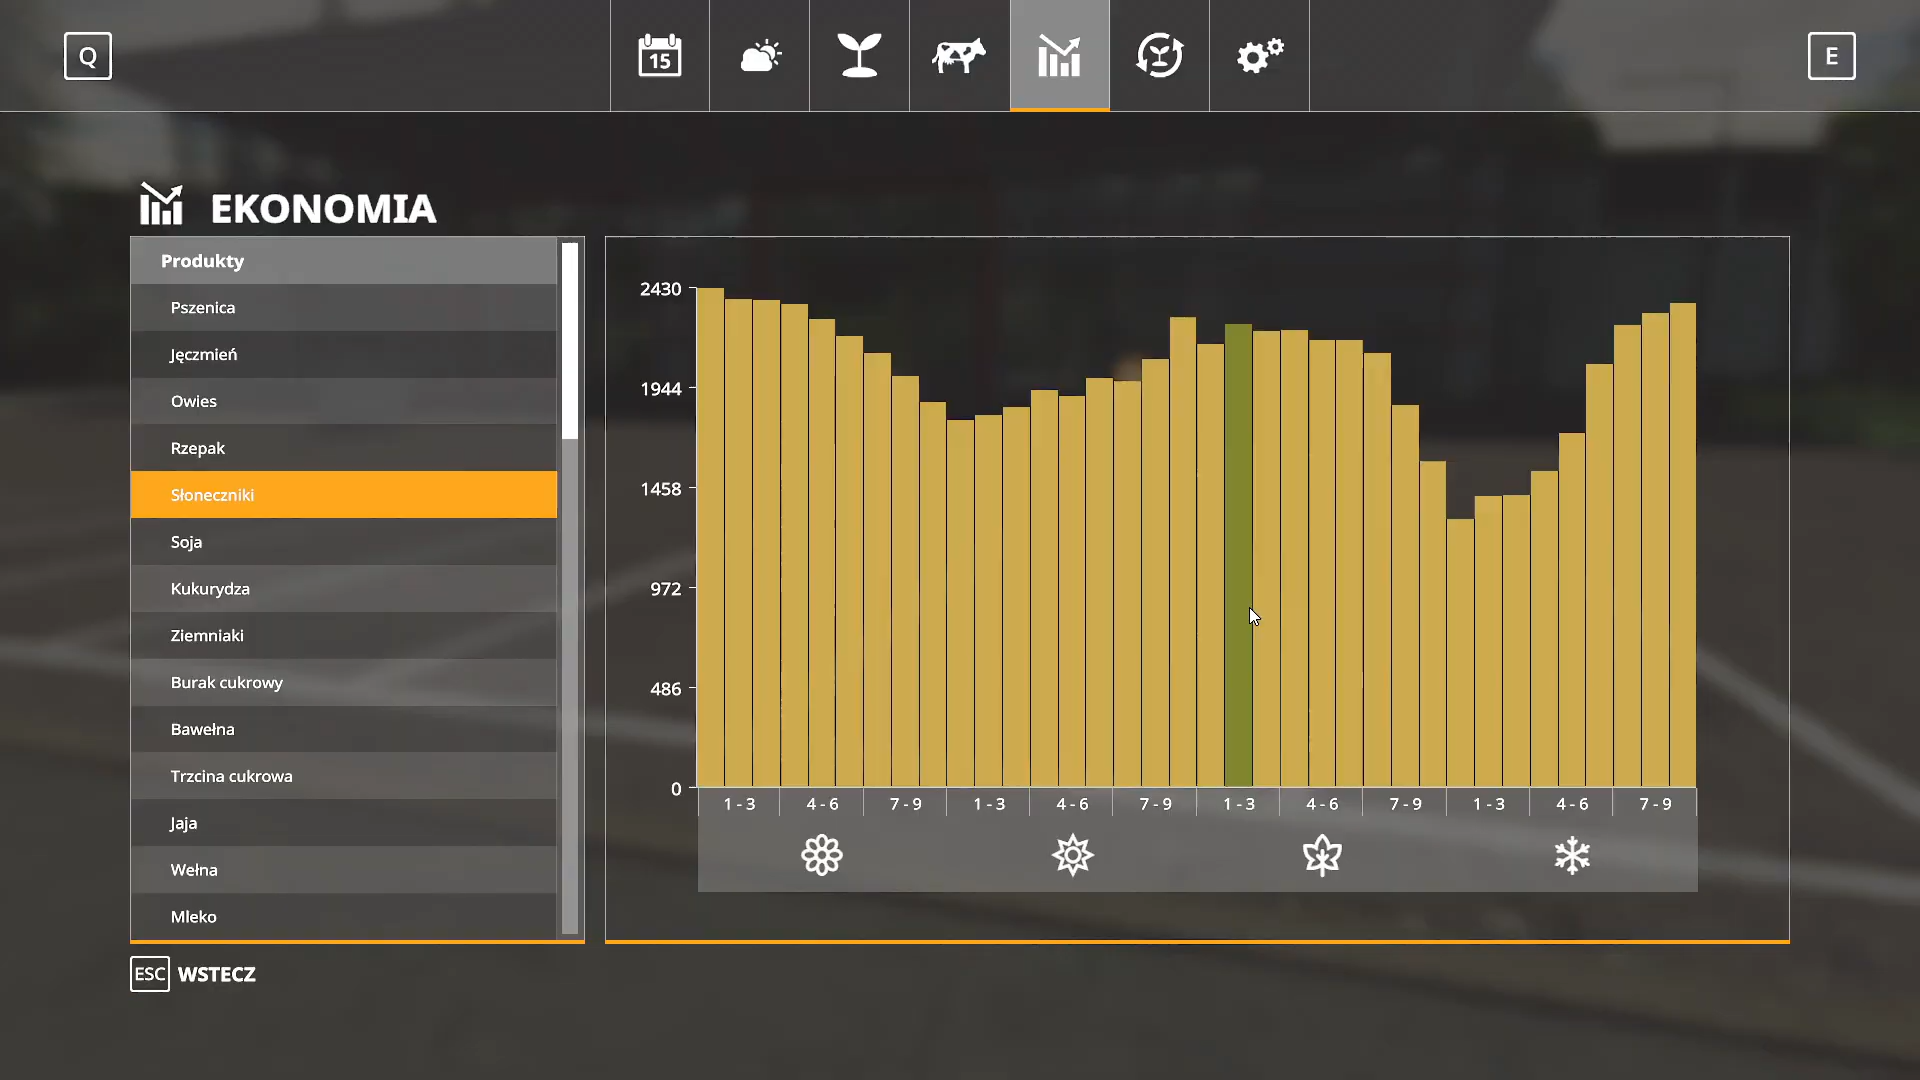 Q
15
E
EKONOMIA
Produkty
Pszenica
Jęczmień
Owies
Rzepak
Słoneczniki
Soja
Kukurydza
Ziemniaki
Burak cukrowy
Bawełna
Trzcina cukrowa
Jaja
Wełna
Mleko
2430
1944
1458
972
486
0
1 - 3 4 - 6 7 - 9 1 - 3 4 - 6 7 - 9 1 - 3 4 - 6 7 - 9 1 - 3 4 - 6 7 - 9
ESC WSTECZ